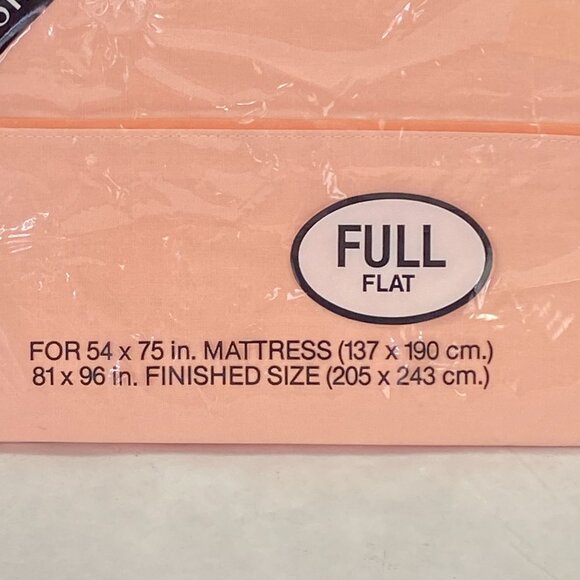 FULL
FLAT
FOR 54 x 75 in. MATTRESS (137 x 190 cm.)
81 x 96 in. FINISHED SIZE (205 x 243 cm.)